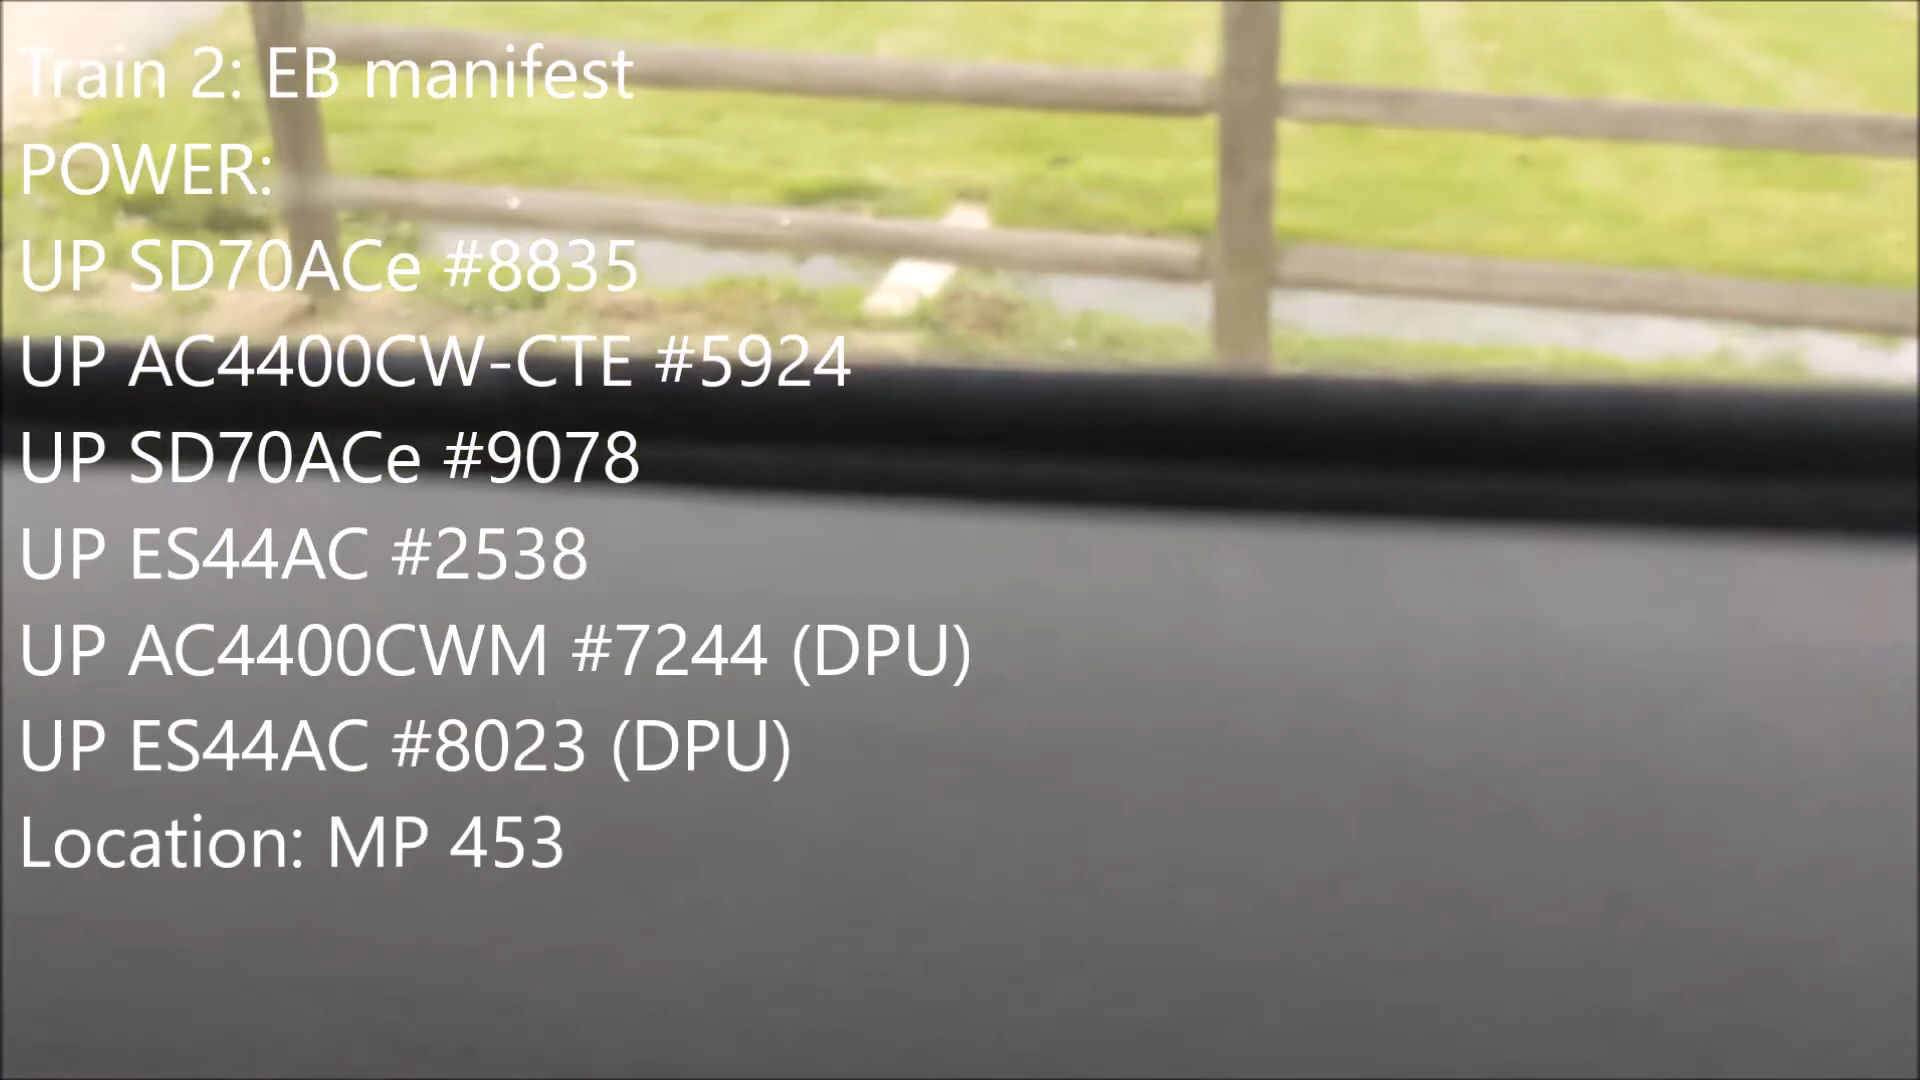 Train 2: EB manifest
POWER:
UP SD70ACe #8835
UP AC4400CW-CTE #5924
UP SD70ACe #9078
UP ES44AC #2538
UP AC4400CWM #7244 (DPU)
UP ES44AC #8023 (DPU)
Location: MP 453